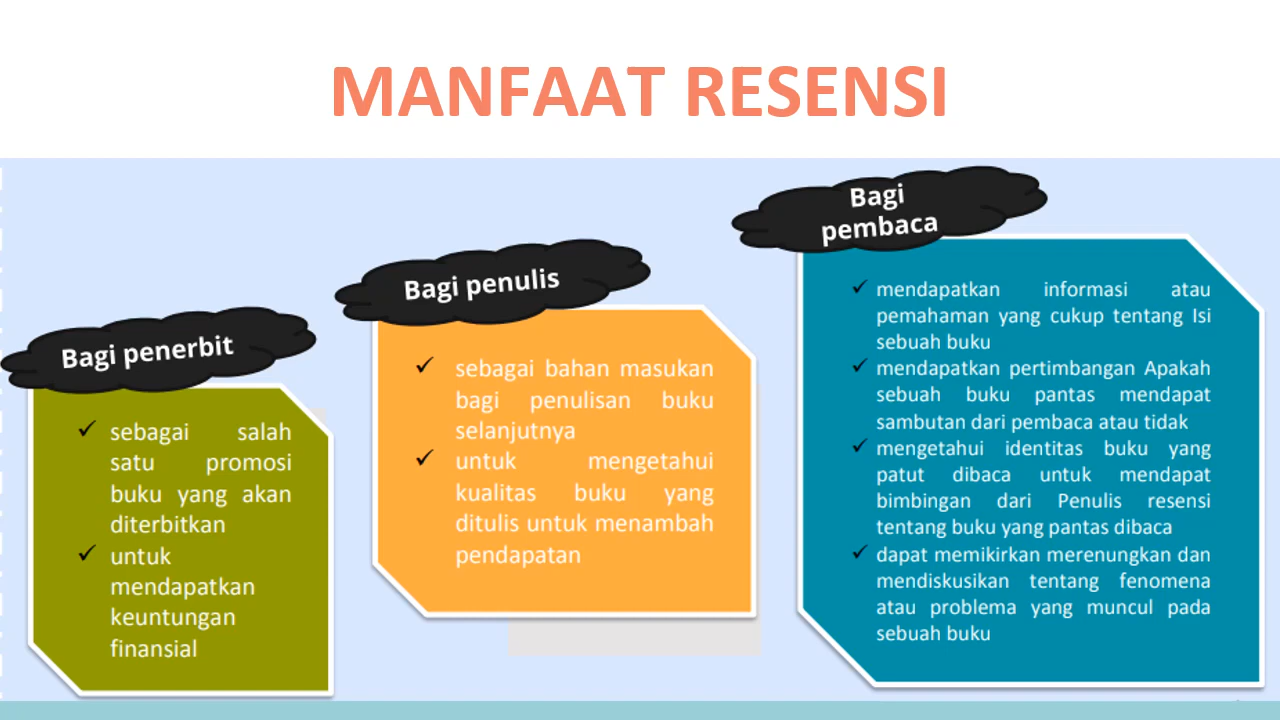 MANFAAT RESENSI
Bagi penerbit
sebagai salah
satu promosi
buku yang akan
diterbitkan
untuk
mendapatkan
keuntungan
finansial
Bagi penulis
sebagai bahan masukan
bagi penulisan buku
selanjutnya
untuk mengetahui
kualitas buku yang
ditulis untuk menambah
pendapatan
Bagi
pembaca
mendapatkan informasi atau
pemahaman yang cukup tentang Isi
sebuah buku
mendapatkan pertimbangan Apakah
sebuah buku pantas mendapat
sambutan dari pembaca atau tidak
mengetahui identitas buku yang
patut dibaca untuk mendapat
bimbingan dari Penulis resensi
tentang buku yang pantas dibaca
dapat memikirkan merenungkan dan
mendiskusikan tentang fenomena
atau problema yang muncul pada
sebuah buku